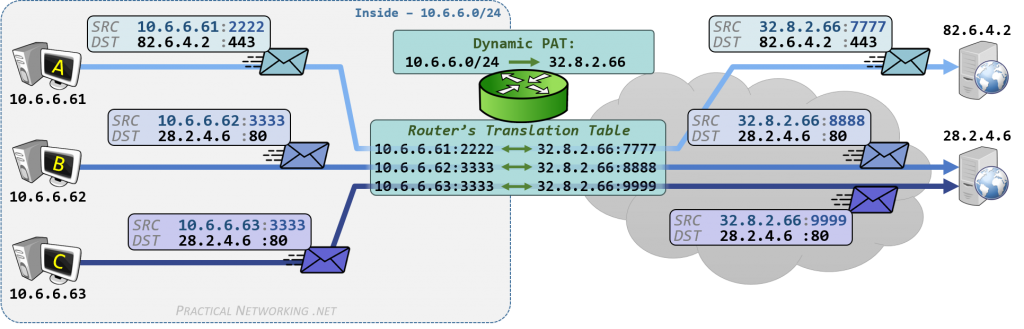 Inside – 10.6.6.0/24
SRC 10.6.6.61:2222
DST 82.6.4.2 :443
A
10.6.6.61
Dynamic PAT:
10.6.6.0/24 32.8.2.66
SRC 32.8.2.66:7777
DST 82.6.4.2 :443
82.6.4.2
SRC 10.6.6.62:3333
DST 28.2.4.6 :80
B
10.6.6.62
Router's Translation Table
10.6.6.61:2222 32.8.2.66:7777
10.6.6.62:3333 32.8.2.66:8888
10.6.6.63:3333 32.8.2.66:9999
SRC 32.8.2.66:8888
DST 28.2.4.6 :80
28.2.4.6
SRC 10.6.6.63:3333
DST 28.2.4.6 :80
C
10.6.6.63
SRC 32.8.2.66:9999
DST 28.2.4.6 :80
PRACTICAL NETWORKING .NET